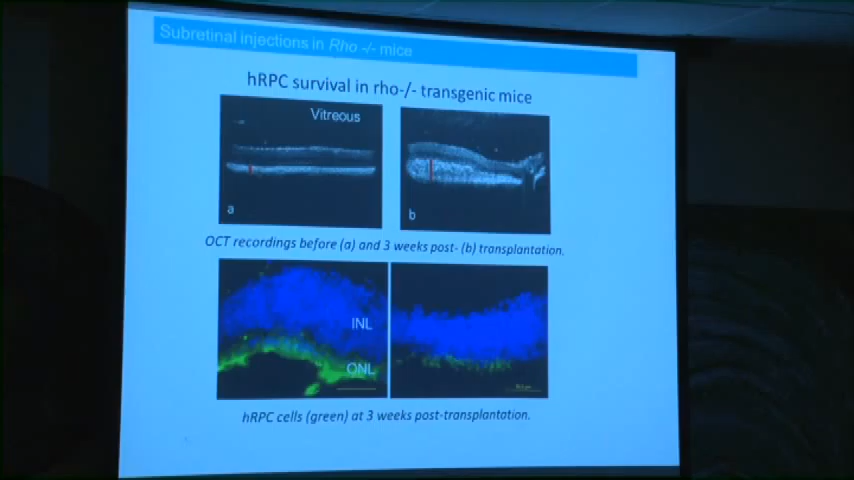 Subretinal injections in Rho -/- mice
hRPC survival in rho-/- transgenic mice
Vitreous
a
b
OCT recordings before (a) and 3 weeks post- (b) transplantation.
INL
ONL
hRPC cells (green) at 3 weeks post-transplantation.